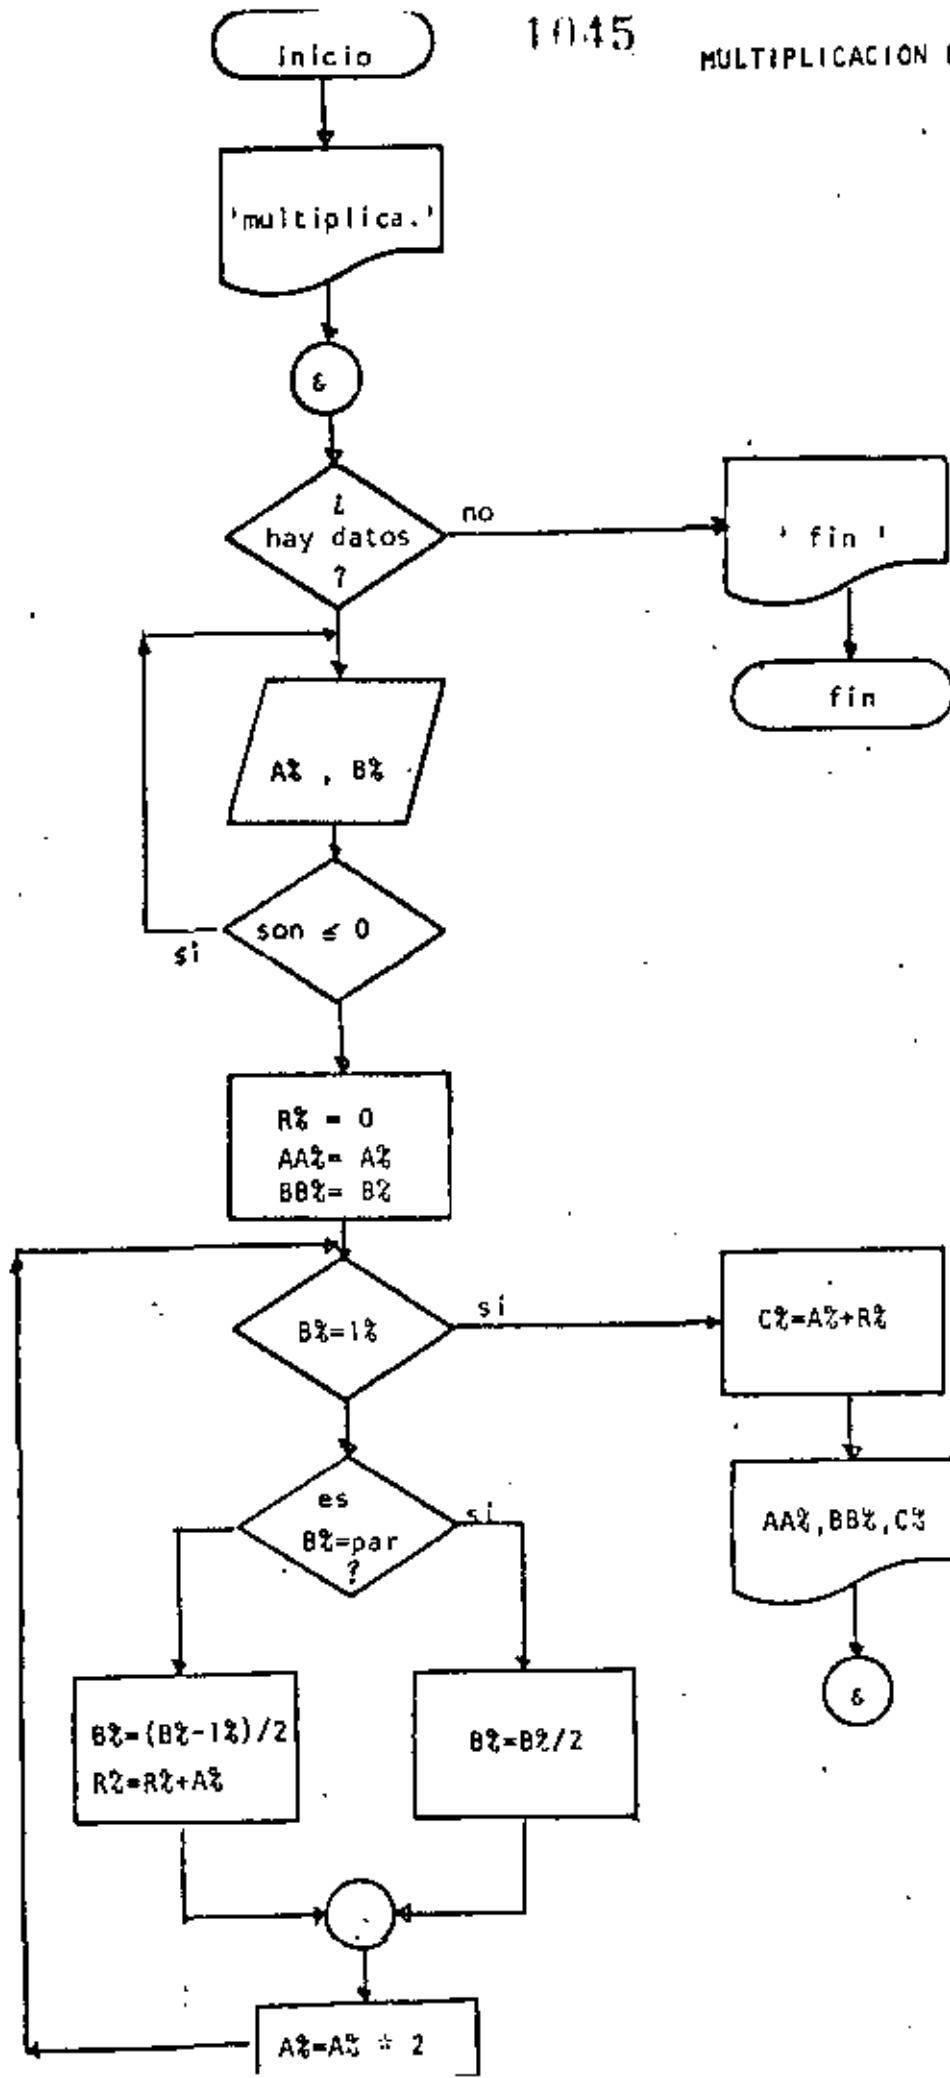 1045
MULTIPLICACION
inicio
'multiplica.'
&
¿
hay datos
?
no
' fin '
fin
A% , B%
son ≤ 0
si
R% = 0
AA%= A%
BB%= B%
B%=1%
si
C%=A%+R%
AA%,BB%,C%
&
es
B%=par
?
si
B%=(B%-1%)/2
R%=R%+A%
B%=B%/2
A%=A% * 2